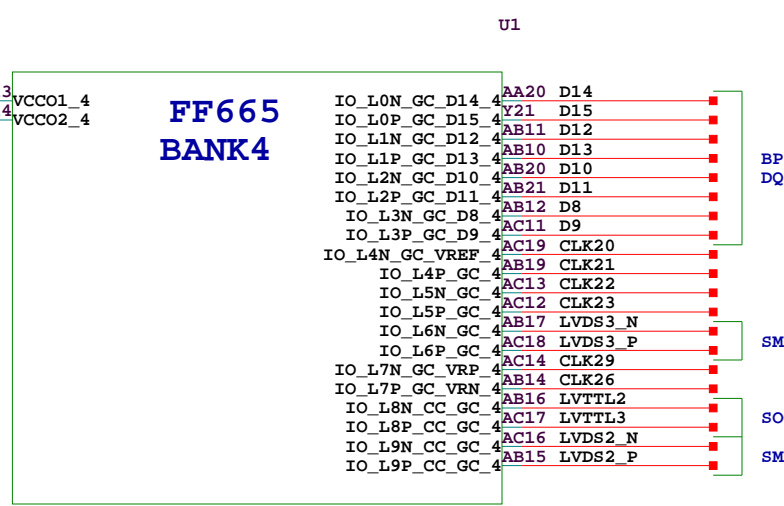 U1
3
4
VCCO1_4
VCCO2_4
FF665
BANK4
IO_L0N_GC_D14_4 AA20 D14
IO_L0P_GC_D15_4 Y21 D15
IO_L1N_GC_D12_4 AB11 D12
IO_L1P_GC_D13_4 AB10 D13
IO_L2N_GC_D10_4 AB20 D10
IO_L2P_GC_D11_4 AB21 D11
IO_L3N_GC_D8_4 AB12 D8
IO_L3P_GC_D9_4 AC11 D9
IO_L4N_GC_VREF_4 AC19 CLK20
IO_L4P_GC_4 AB19 CLK21
IO_L5N_GC_4 AC13 CLK22
IO_L5P_GC_4 AC12 CLK23
IO_L6N_GC_4 AB17 LVDS3_N
IO_L6P_GC_4 AC18 LVDS3_P
IO_L7N_GC_VRP_4 AC14 CLK29
IO_L7P_GC_VRN_4 AB14 CLK26
IO_L8N_CC_GC_4 AB16 LVTTL2
IO_L8P_CC_GC_4 AC17 LVTTL3
IO_L9N_CC_GC_4 AC16 LVDS2_N
IO_L9P_CC_GC_4 AB15 LVDS2_P
BP
DQ
SM
SO
SM